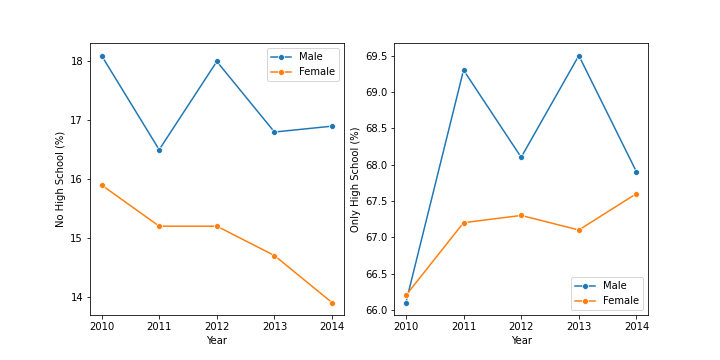 No High School (%)
18
17
16
15
14
Male
Female
2010 2011 2012 2013 2014
Year
Only High School (%)
69.5
69.0
68.5
68.0
67.5
67.0
66.5
66.0
Male
Female
2010 2011 2012 2013 2014
Year